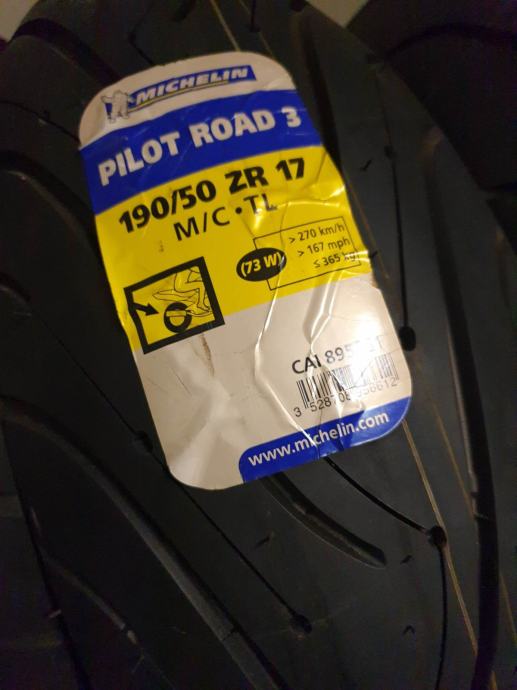 MICHELIN
PILOT ROAD 3
190/50 ZR 17
M/C • TL
(73 W)
> 270 km/h
> 167 mph
≤ 365 kg
CAI
www.michelin.com